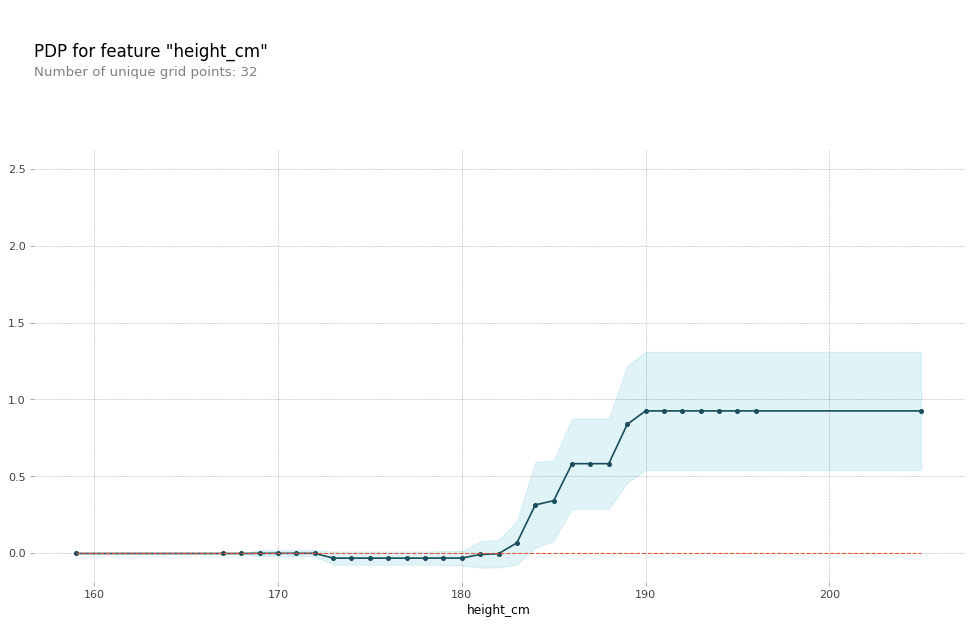 PDP for feature "height_cm"
Number of unique grid points: 32
2.5
2.0
1.5
1.0
0.5
0.0
160 170 180 190 200
height_cm